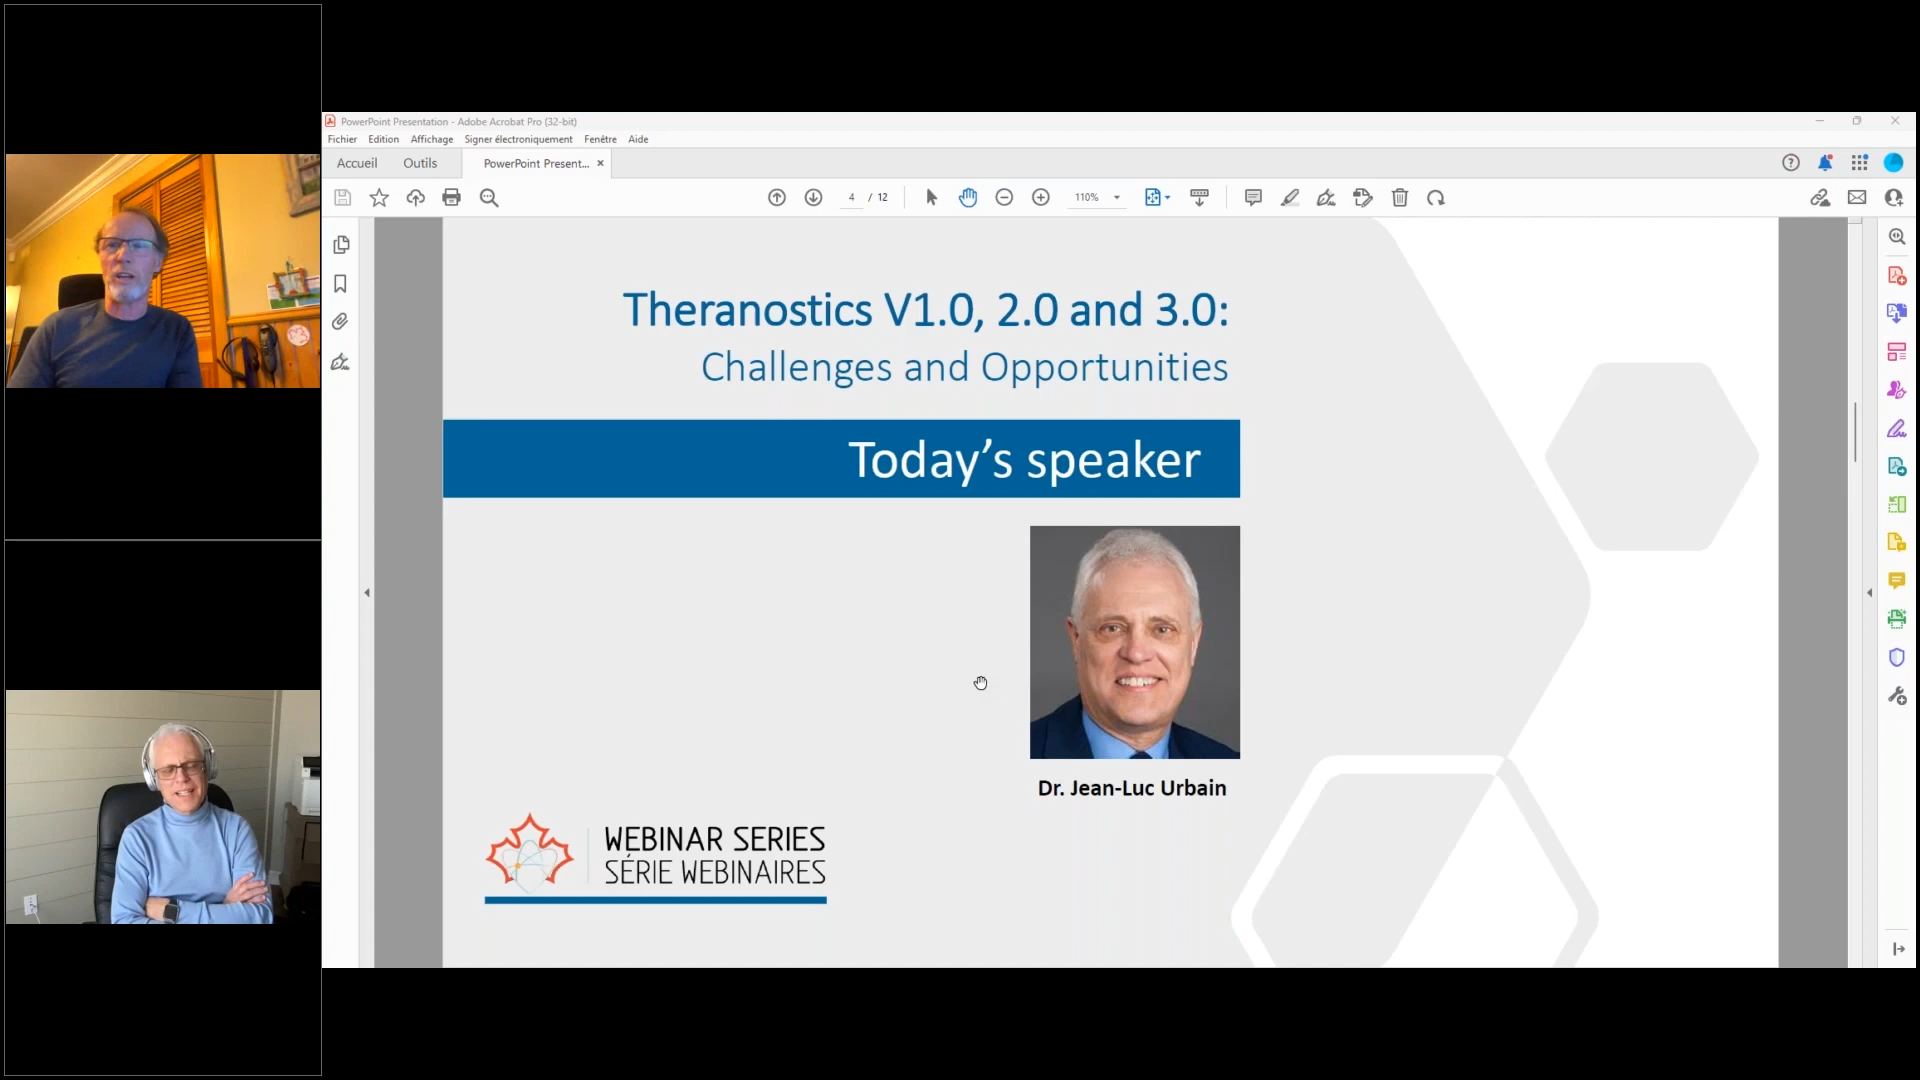 PowerPoint Presentation - Adobe Acrobat Pro (32-bit)
Fichier Edition Affichage Signer électroniquement Fenêtre Aide
Accueil Outils PowerPoint Present... ×
4 / 12 110%
Theranostics V1.0, 2.0 and 3.0:
Challenges and Opportunities
Today's speaker
Dr. Jean-Luc Urbain
WEBINAR SERIES
SÉRIE WEBINAIRES